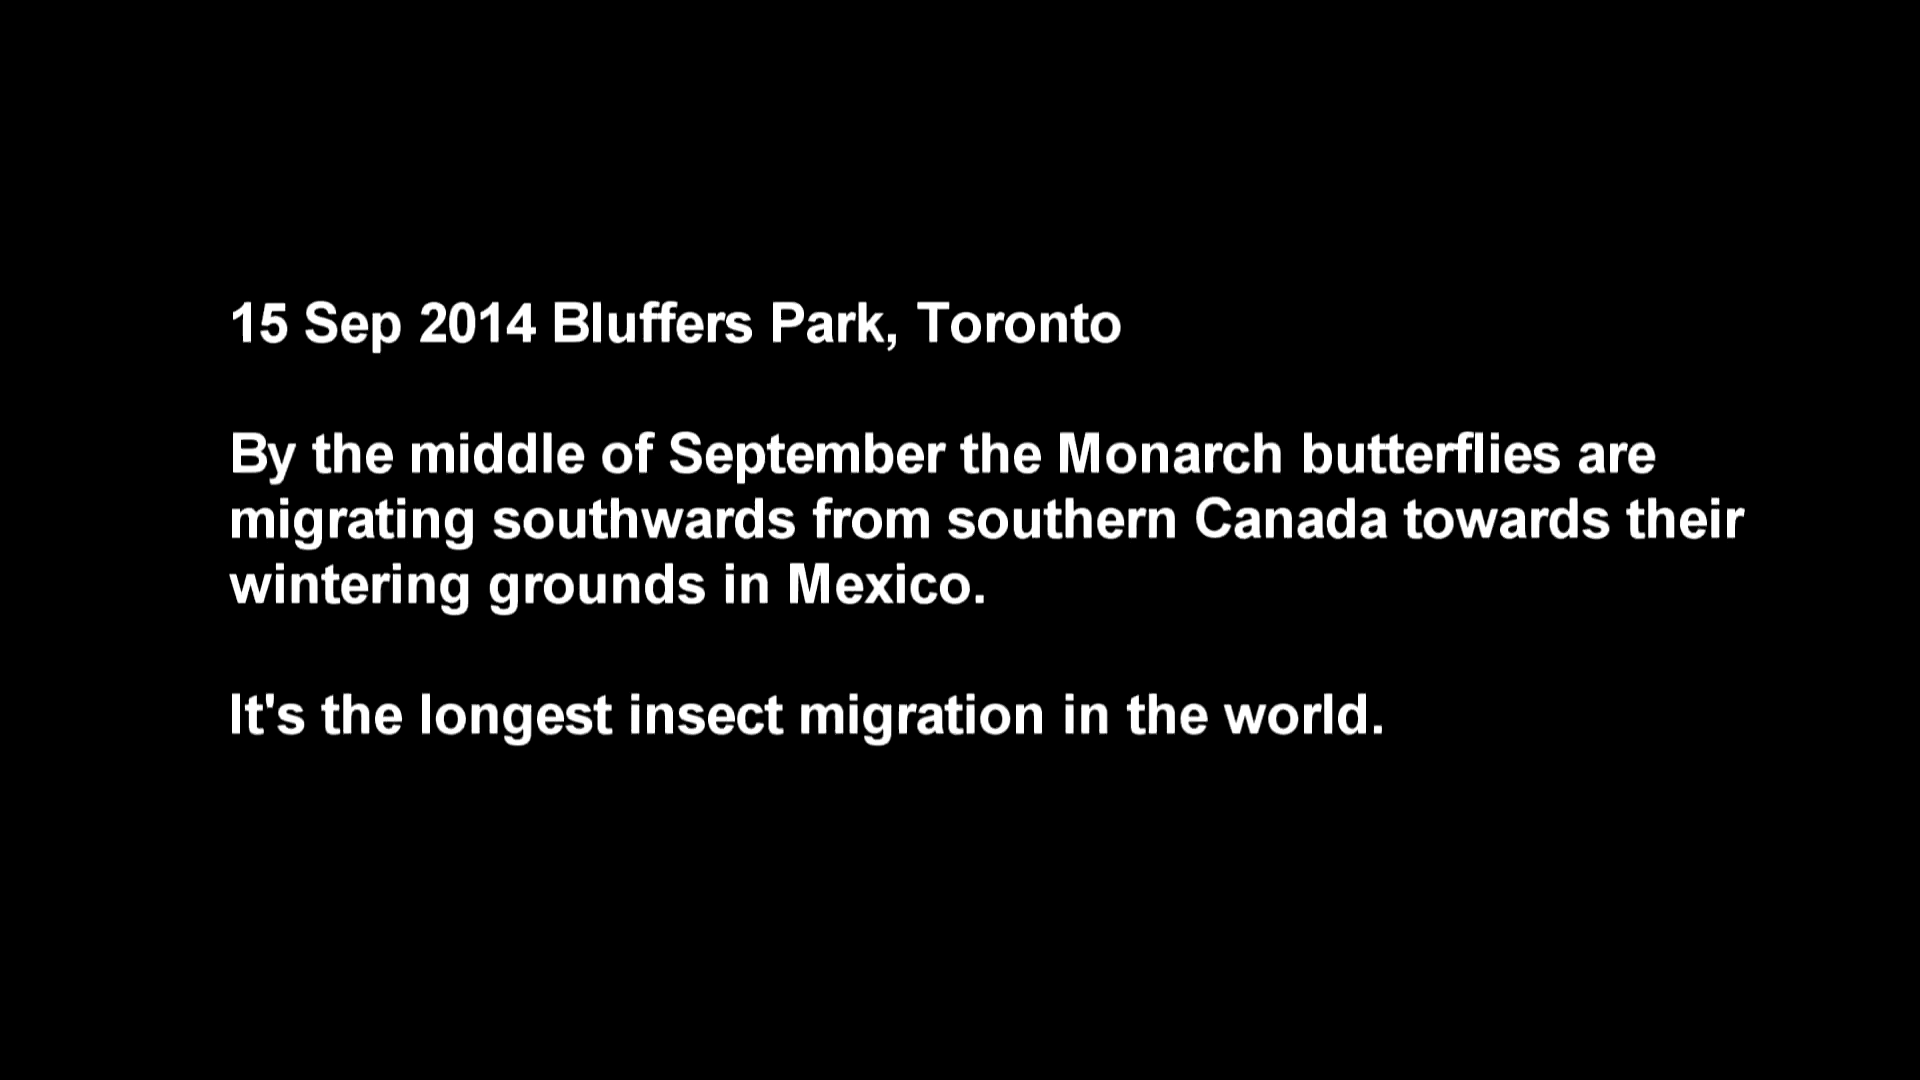 15 Sep 2014 Bluffers Park, Toronto
By the middle of September the Monarch butterflies are
migrating southwards from southern Canada towards their
wintering grounds in Mexico.
It's the longest insect migration in the world.